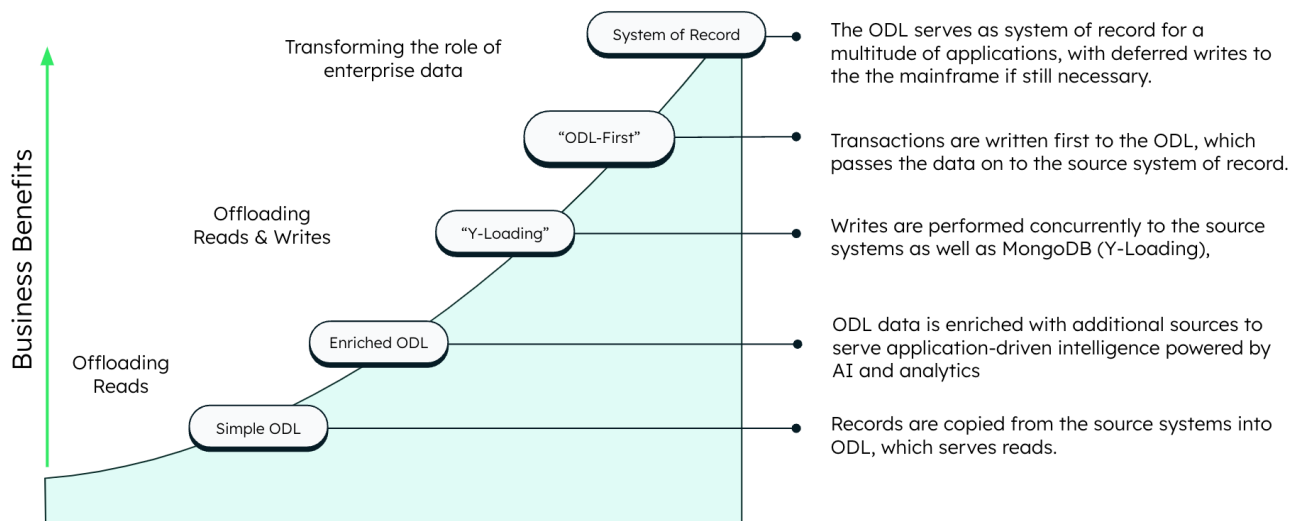 Transforming the role of
enterprise data
System of Record
The ODL serves as system of record for a
multitude of applications, with deferred writes to
the the mainframe if still necessary.
“ODL-First”
Transactions are written first to the ODL, which
passes the data on to the source system of record.
Business Benefits
Offloading
Reads & Writes
“Y-Loading”
Writes are performed concurrently to the source
systems as well as MongoDB (Y-Loading),
Enriched ODL
ODL data is enriched with additional sources to
serve application-driven intelligence powered by
AI and analytics
Offloading
Reads
Simple ODL
Records are copied from the source systems into
ODL, which serves reads.